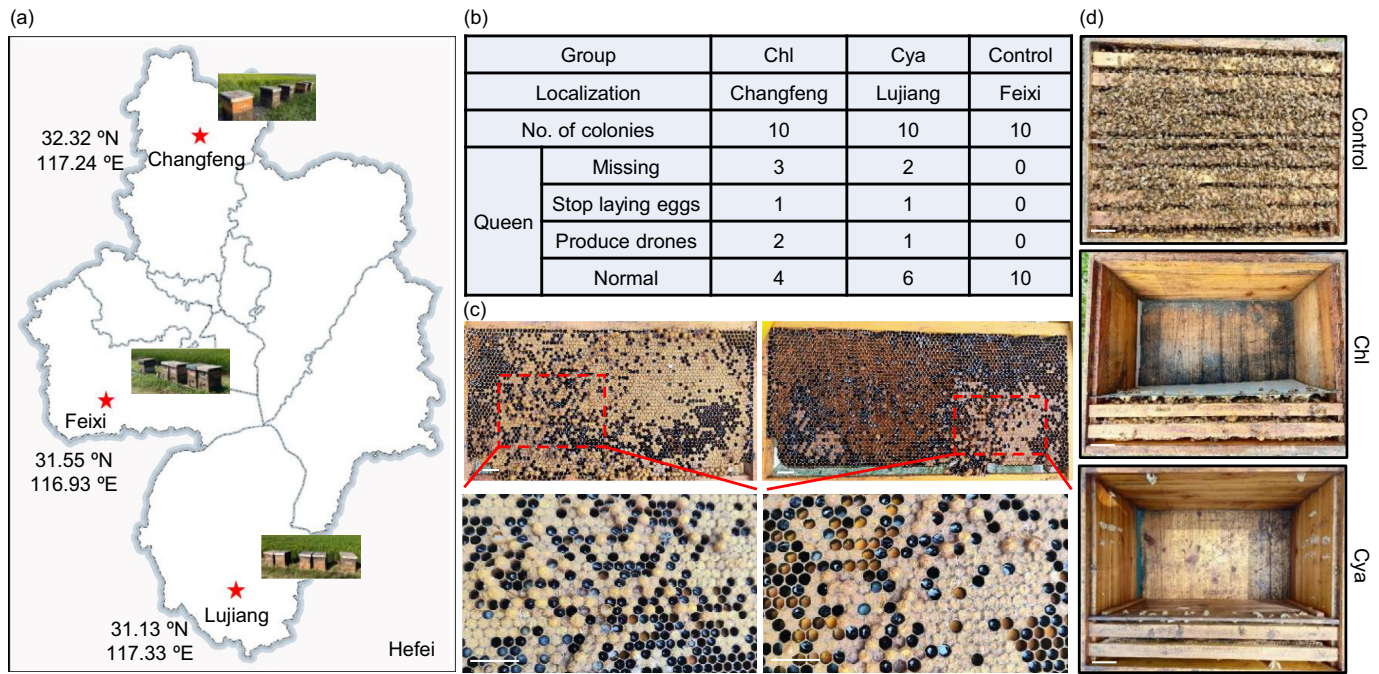 (a)
32.32 ºN
117.24 ºE
Changfeng
Feixi
31.55 ºN
116.93 ºE
Lujiang
31.13 ºN
117.33 ºE
Hefei
(b)
Group Chl Cya Control
Localization Changfeng Lujiang Feixi
No. of colonies 10 10 10
Queen
Missing 3 2 0
Stop laying eggs 1 1 0
Produce drones 2 1 0
Normal 4 6 10
(c)
(d)
Control
Chl
Cya